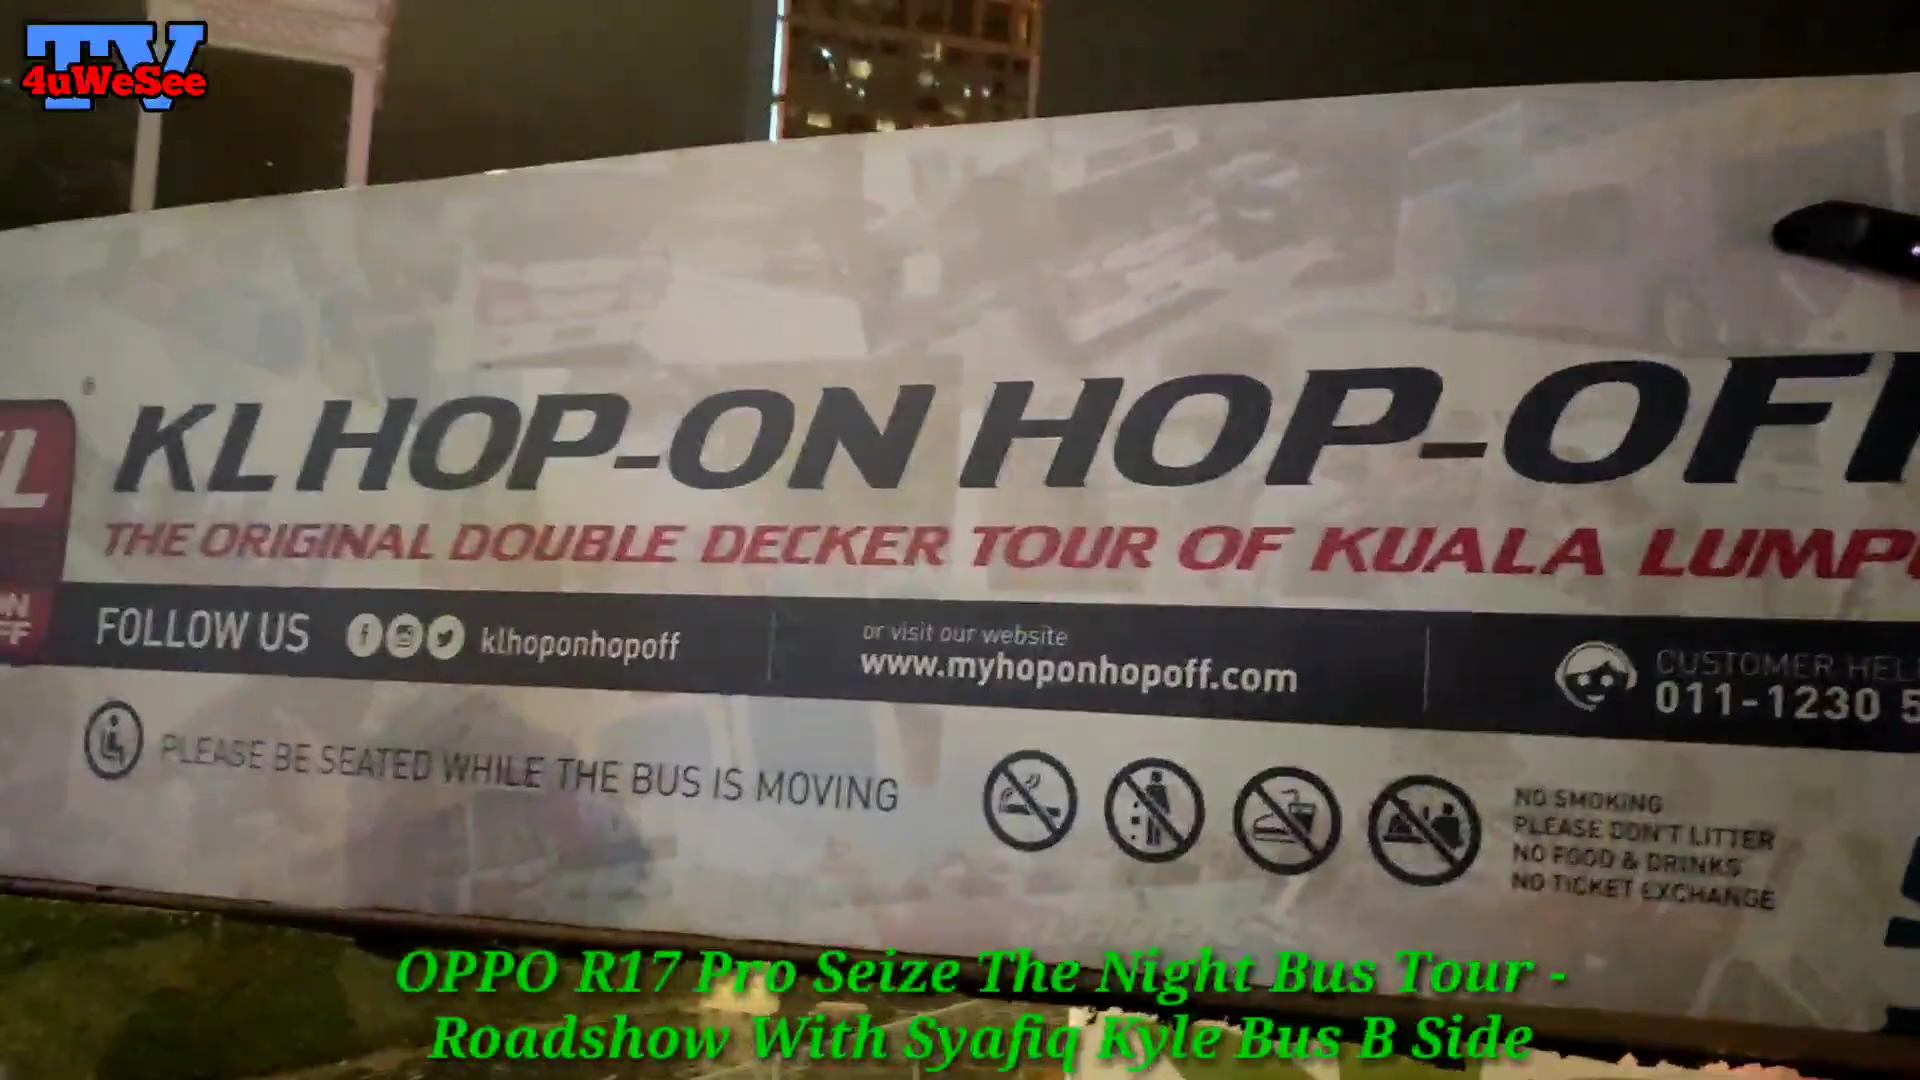 TV
4uWeSee
®
KL HOP-ON HOP-OFF
THE ORIGINAL DOUBLE DECKER TOUR OF KUALA LUMP
FOLLOW US
klhoponhopoff
or visit our website
www.myhoponhopoff.com
CUSTOMER HEL
011-1230 5
PLEASE BE SEATED WHILE THE BUS IS MOVING
NO SMOKING
PLEASE DON'T LITTER
NO FOOD & DRINKS
NO TICKET EXCHANGE
OPPO R17 Pro Seize The Night Bus Tour -
Roadshow With Syafiq Kyle Bus B Side